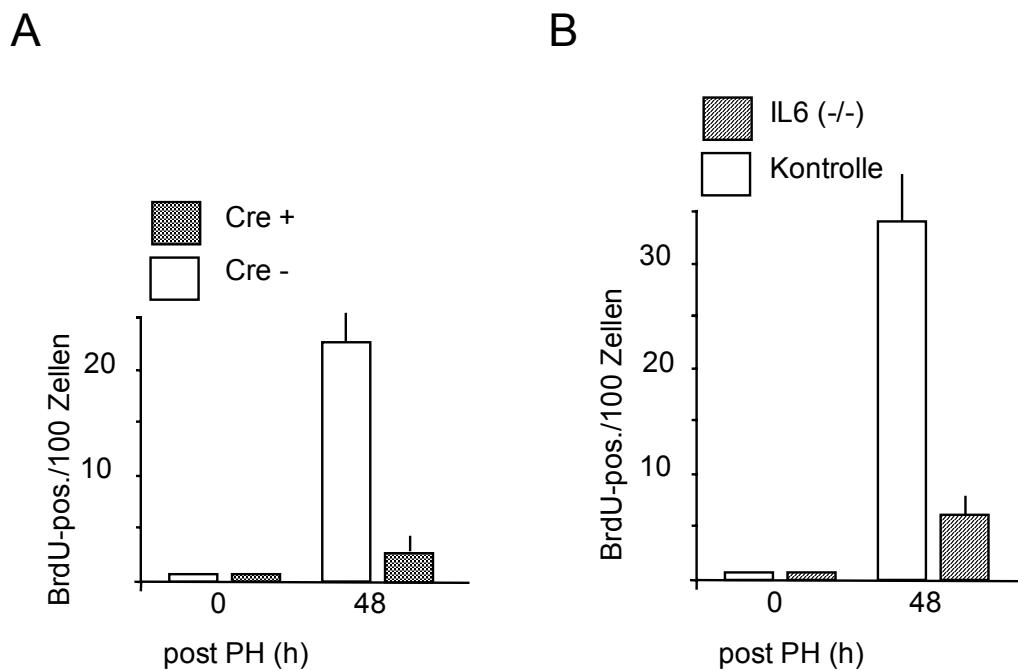 A
Cre +
Cre -
BrdU-pos./100 Zellen
20
10
0
48
post PH (h)
B
IL6 (-/-)
Kontrolle
BrdU-pos./100 Zellen
30
20
10
0
48
post PH (h)